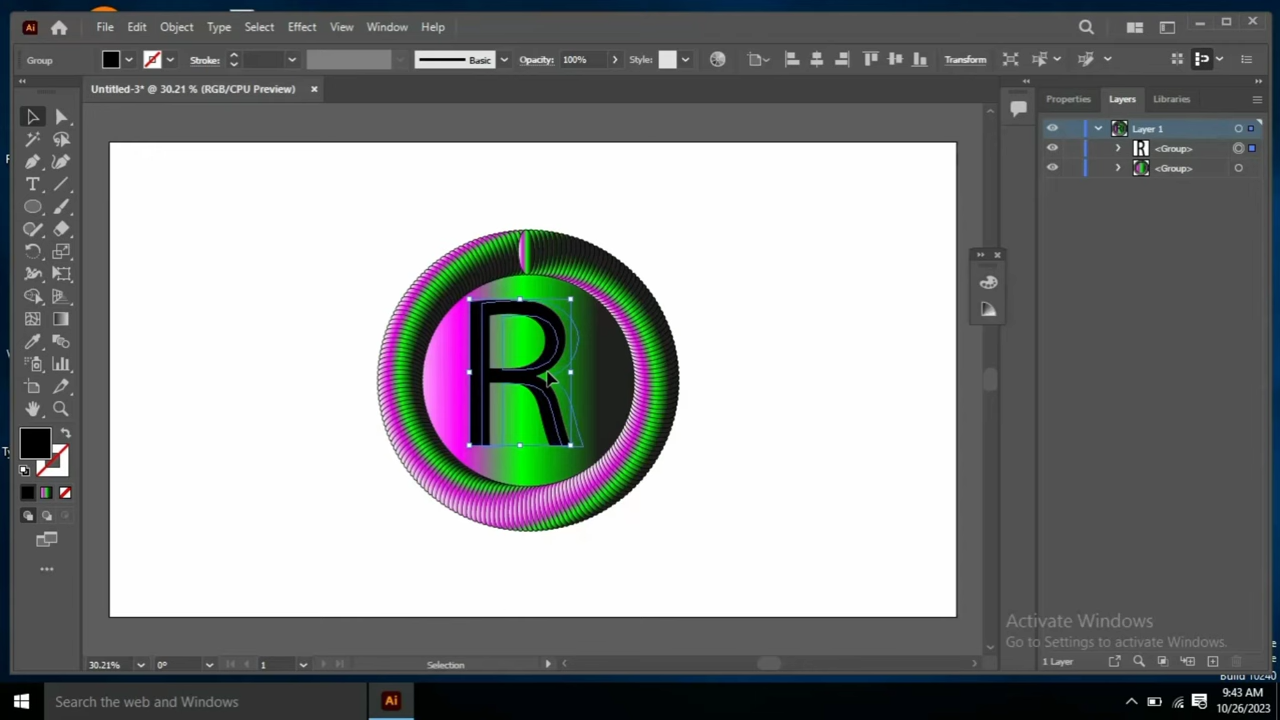 Ai File Edit Object Type Select Effect View Window Help
Group Stroke: Basic Opacity: 100% Style: Transform
Untitled-3* @ 30.21 % (RGB/CPU Preview)
Properties Layers Libraries
Layer 1
<Group>
<Group>
R
Activate Windows
Go to Settings to activate Windows.
30.21% 0° 1 Selection 1 Layer
Build 10240
Search the web and Windows Ai 9:43 AM
10/26/2023